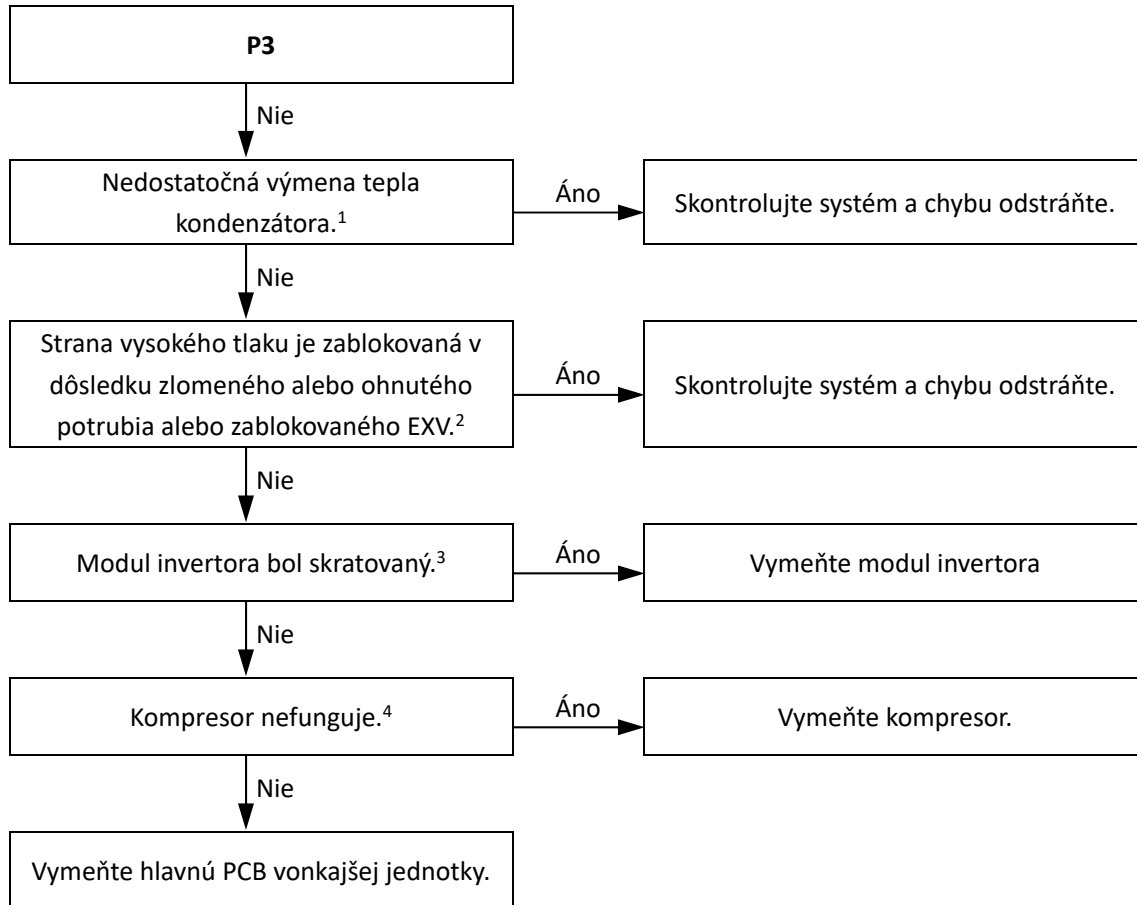 P3
Nie
Nedostatočná výmena tepla
kondenzátora.¹
Áno
Skontrolujte systém a chybu odstráňte.
Nie
Strana vysokého tlaku je zablokovaná v
dôsledku zlomeného alebo ohnutého
potrubia alebo zablokovaného EXV.²
Áno
Skontrolujte systém a chybu odstráňte.
Nie
Modul invertora bol skratovaný.³
Áno
Vymeňte modul invertora
Nie
Kompresor nefunguje.⁴
Áno
Vymeňte kompresor.
Nie
Vymeňte hlavnú PCB vonkajšej jednotky.